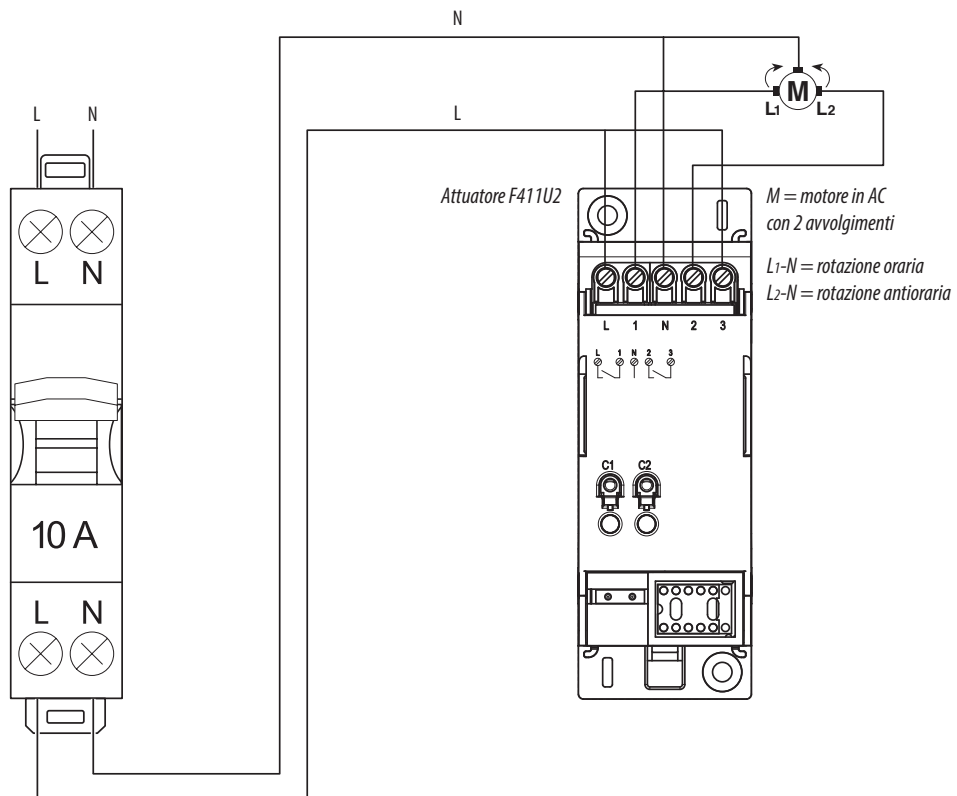 N
L N
L
L1 M L2
Attuatore F411U2
M = motore in AC
con 2 avvolgimenti
L1-N = rotazione oraria
L2-N = rotazione antioraria
L N
L 1 N 2 3
L 1 N 2 3
C1 C2
10 A
L N